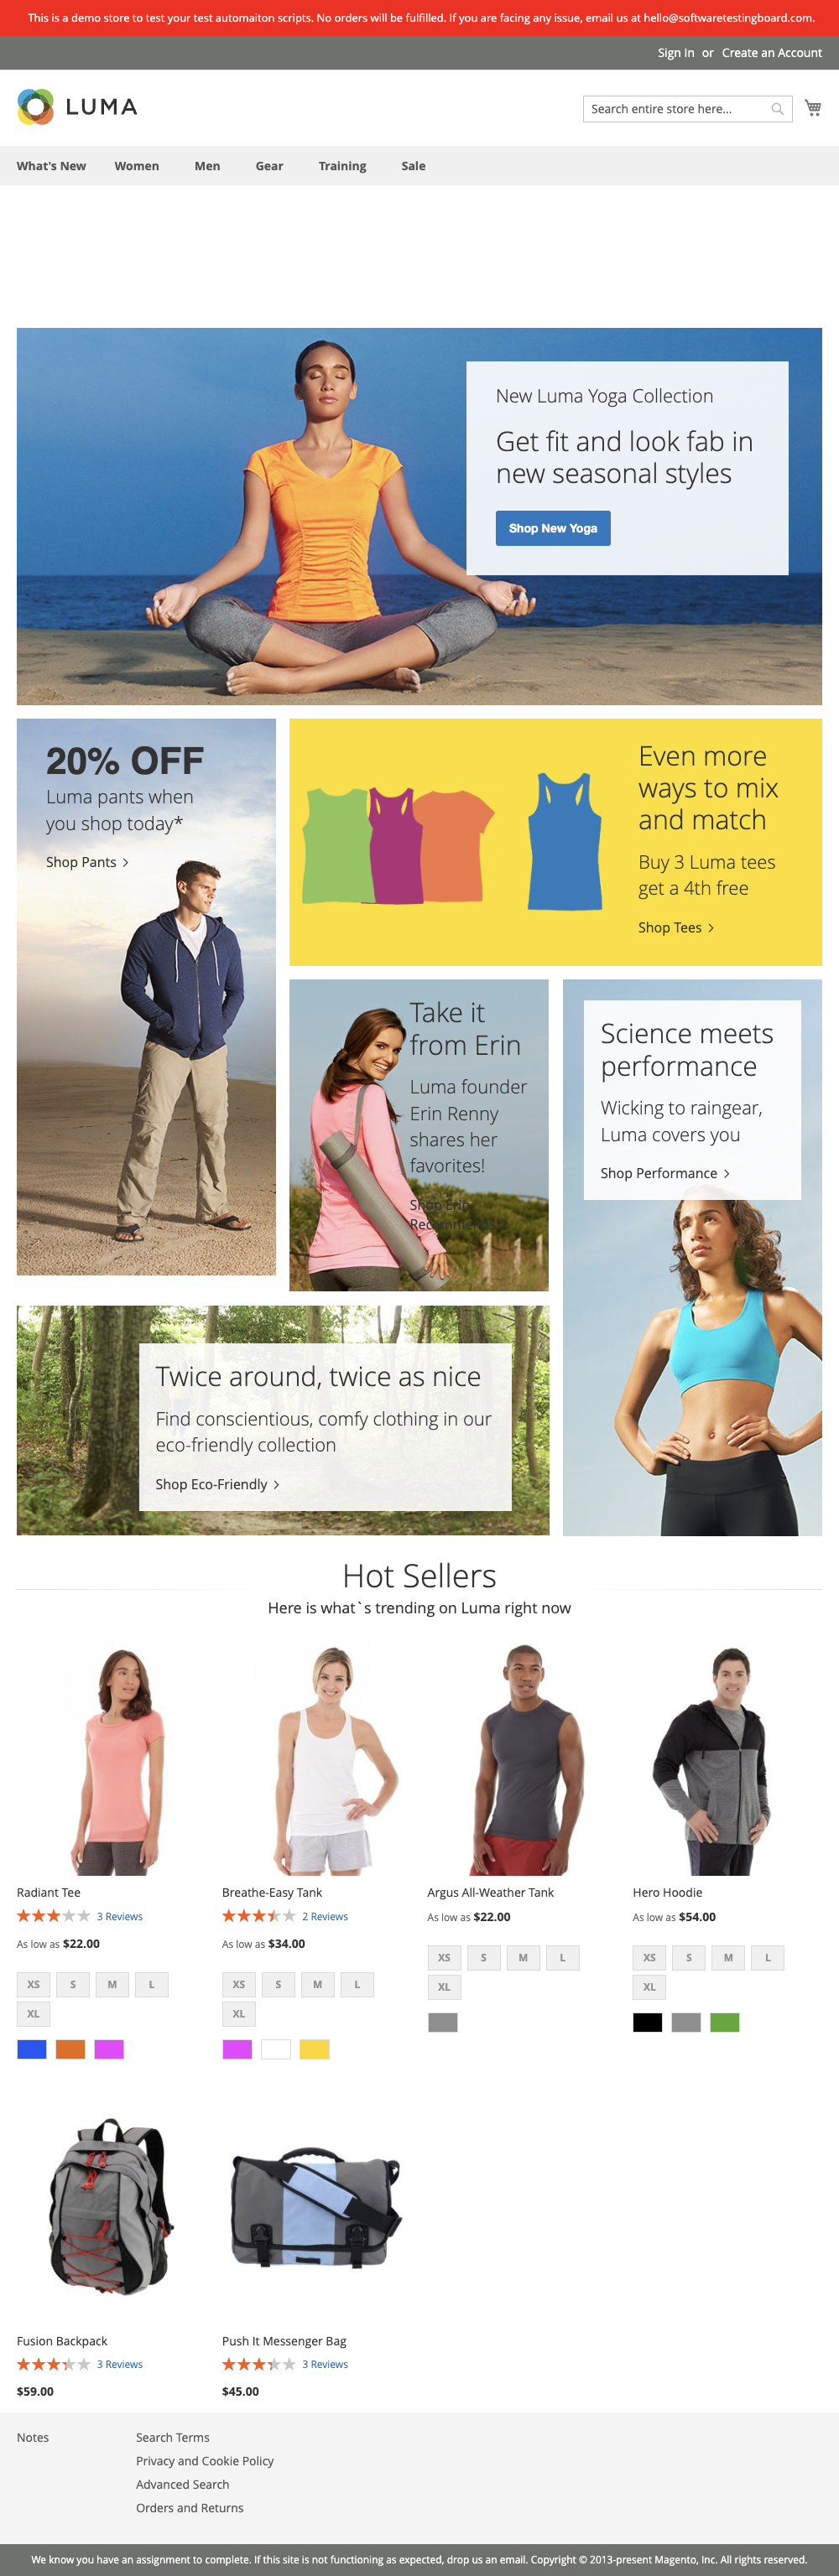 This is a demo store to test your test automaiton scripts. No orders will be fulfilled. If you are facing any issue, email us at hello@softwaretestingboard.com.
Sign In or Create an Account
LUMA
Search entire store here...
What's New Women Men Gear Training Sale
New Luma Yoga Collection
Get fit and look fab in
new seasonal styles
Shop New Yoga
20% OFF
Luma pants when
you shop today*
Shop Pants
Even more
ways to mix
and match
Buy 3 Luma tees
get a 4th free
Shop Tees
Take it
from Erin
Luma founder
Erin Renny
shares her
favorites!
Shop Erin
Science meets
performance
Wicking to raingear,
Luma covers you
Shop Performance
Twice around, twice as nice
Find conscientious, comfy clothing in our
eco-friendly collection
Shop Eco-Friendly
Hot Sellers
Here is what`s trending on Luma right now
Radiant Tee
3 Reviews
As low as $22.00
XS S M L
XL
Breathe-Easy Tank
2 Reviews
As low as $34.00
XS S M L
XL
Argus All-Weather Tank
As low as $22.00
XS S M L
XL
Hero Hoodie
As low as $54.00
XS S M L
XL
Fusion Backpack
3 Reviews
$59.00
Push It Messenger Bag
3 Reviews
$45.00
Notes
Search Terms
Privacy and Cookie Policy
Advanced Search
Orders and Returns
We know you have an assignment to complete. If this site is not functioning as expected, drop us an email. Copyright © 2013-present Magento, Inc. All rights reserved.